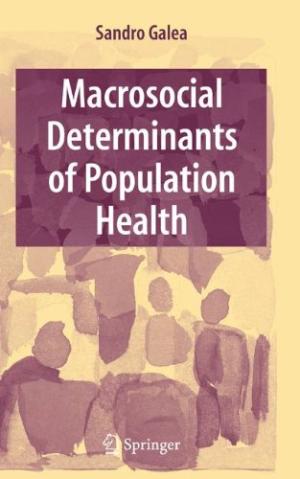 Sandro Galea
Macrosocial
Determinants
of Population
Health
Springer